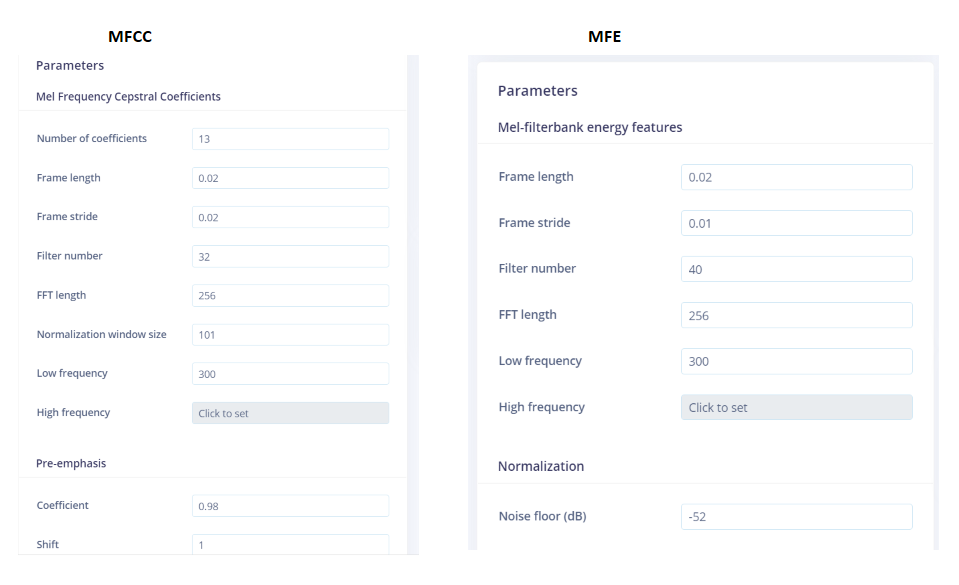 MFCC
Parameters
Mel Frequency Cepstral Coefficients
Number of coefficients 13
Frame length 0.02
Frame stride 0.02
Filter number 32
FFT length 256
Normalization window size 101
Low frequency 300
High frequency Click to set
Pre-emphasis
Coefficient 0.98
Shift 1
MFE
Parameters
Mel-filterbank energy features
Frame length 0.02
Frame stride 0.01
Filter number 40
FFT length 256
Low frequency 300
High frequency Click to set
Normalization
Noise floor (dB) -52